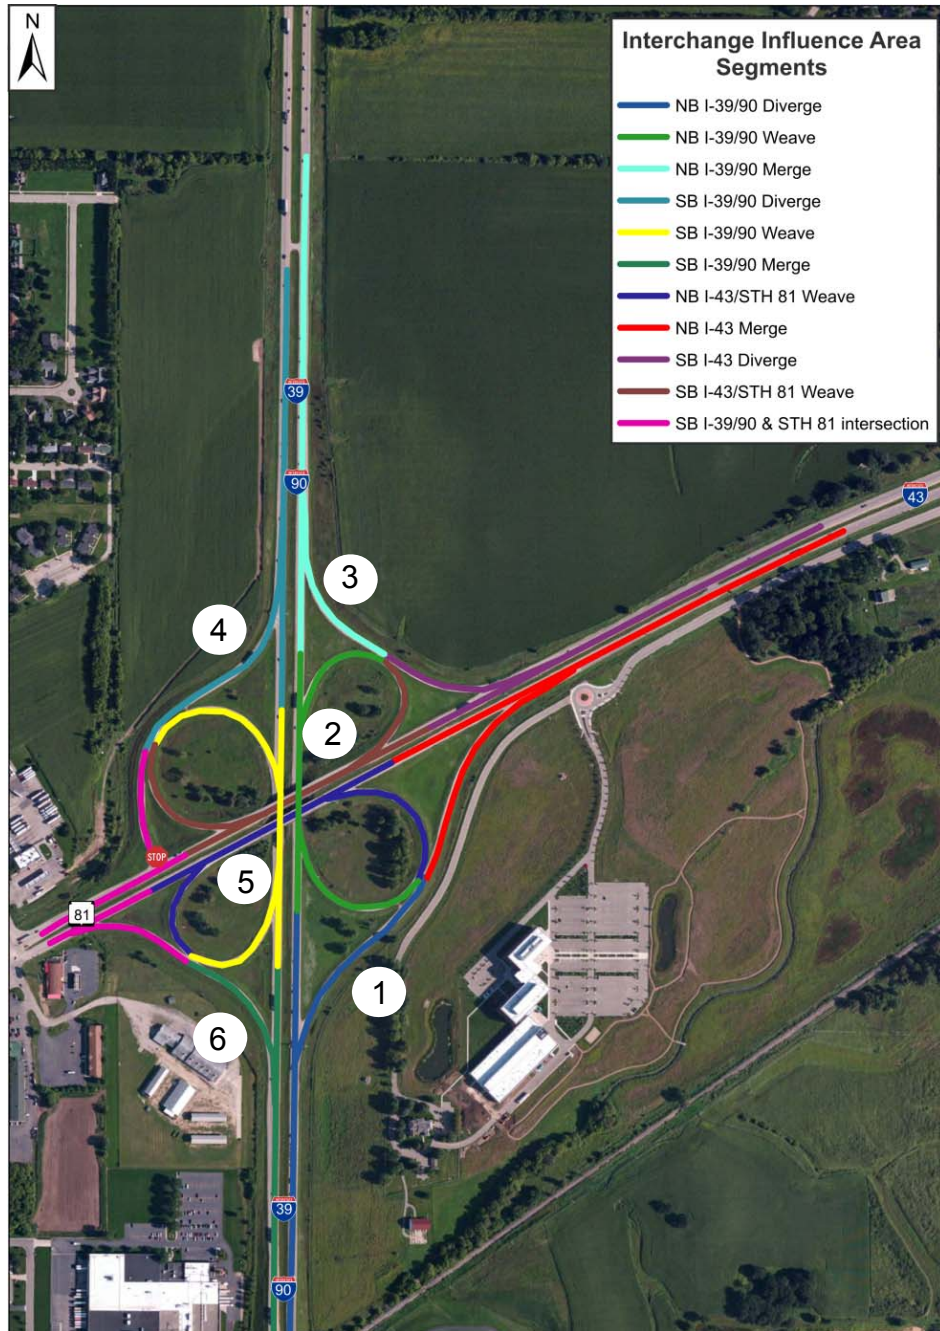 N
Interchange Influence Area
Segments
NB I-39/90 Diverge
NB I-39/90 Weave
NB I-39/90 Merge
SB I-39/90 Diverge
SB I-39/90 Weave
SB I-39/90 Merge
NB I-43/STH 81 Weave
NB I-43 Merge
SB I-43 Diverge
SB I-43/STH 81 Weave
SB I-39/90 & STH 81 intersection
39
90
43
3
4
2
STOP
5
81
1
6
39
90